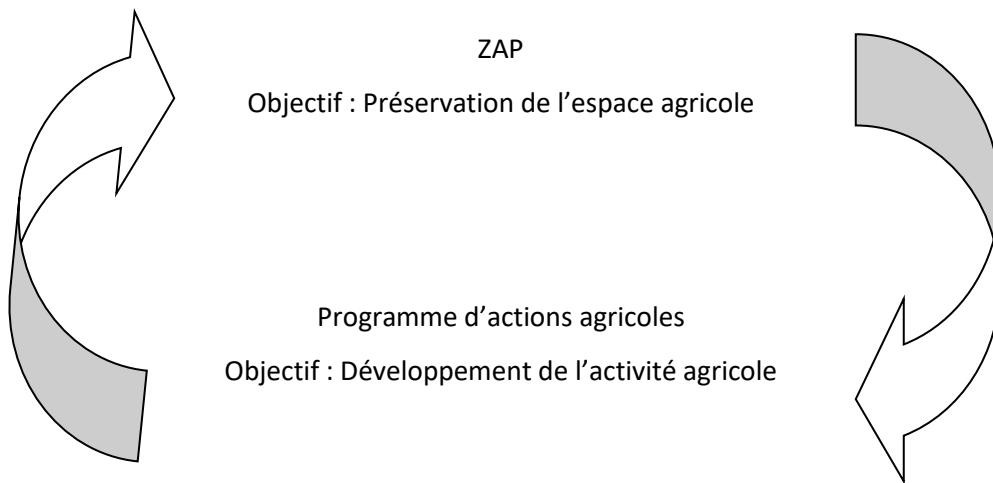 ZAP
Objectif : Préservation de l’espace agricole
Programme d’actions agricoles
Objectif : Développement de l’activité agricole